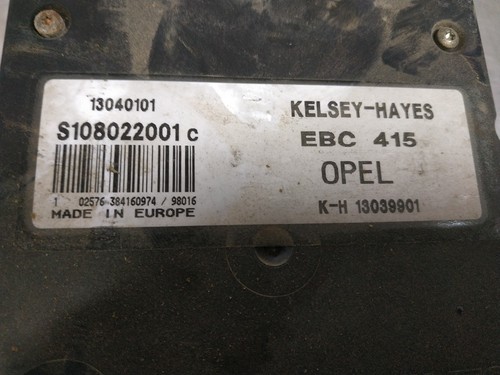 13040101
S108022001 C
1 02576 384160974 / 98016
MADE IN EUROPE
KELSEY-HAYES
EBC 415
OPEL
K-H 13039901